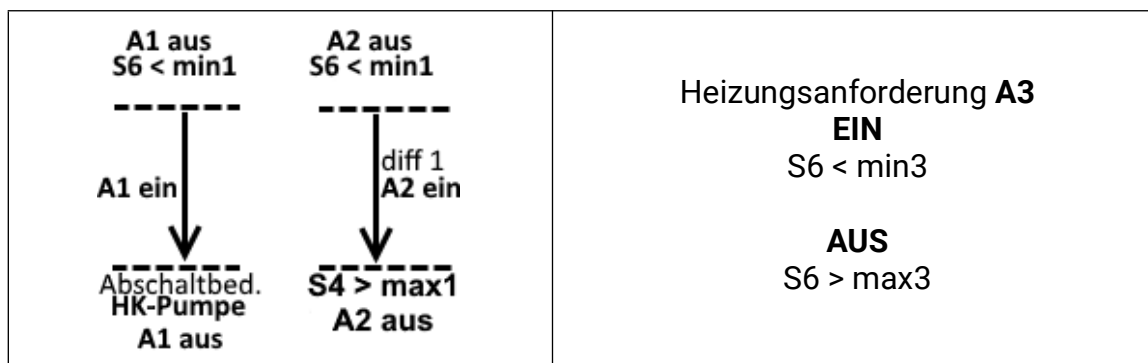 A1 aus
S6 < min1
A1 ein
Abschaltbed.
HK-Pumpe
A1 aus
A2 aus
S6 < min1
diff 1
A2 ein
S4 > max1
A2 aus
Heizungsanforderung A3
EIN
S6 < min3
AUS
S6 > max3